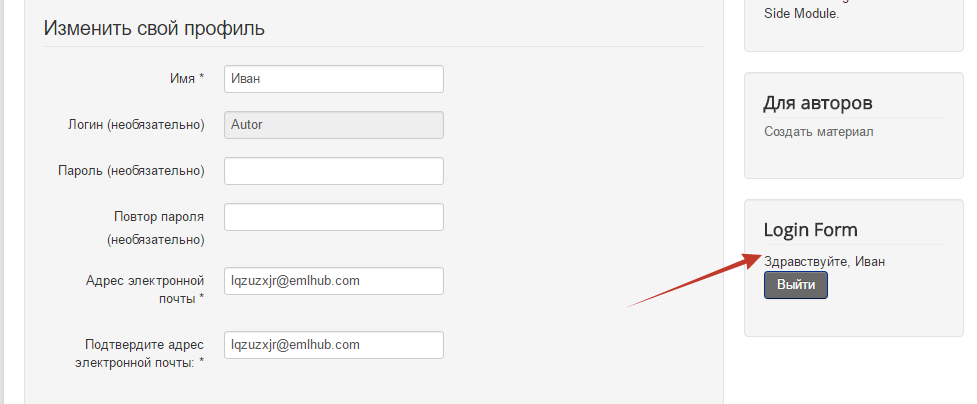 Изменить свой профиль
Имя *
Иван
Логин (необязательно)
Autor
Пароль (необязательно)
Повтор пароля
(необязательно)
Адрес электронной
почты *
lqzuzxjr@emlhub.com
Подтвердите адрес
электронной почты: *
lqzuzxjr@emlhub.com
Side Module.
Для авторов
Создать материал
Login Form
Здравствуйте, Иван
Выйти